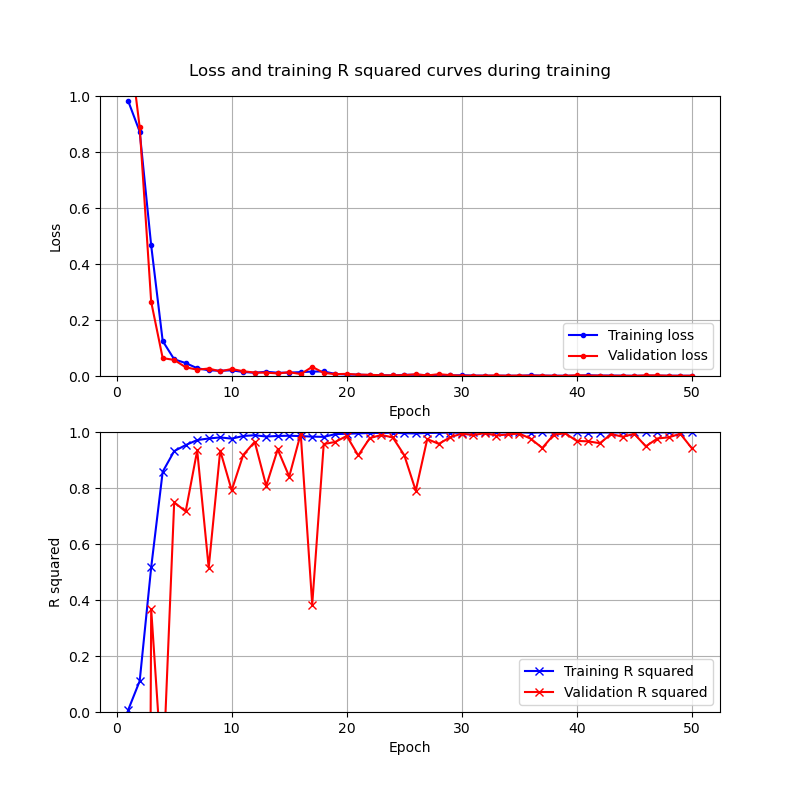 Loss and training R squared curves during training
1.0
0.8
0.6
0.4
0.2
0.0
Loss
Training loss
Validation loss
0 10 20 30 40 50
Epoch
1.0
0.8
0.6
0.4
0.2
0.0
R squared
Training R squared
Validation R squared
0 10 20 30 40 50
Epoch